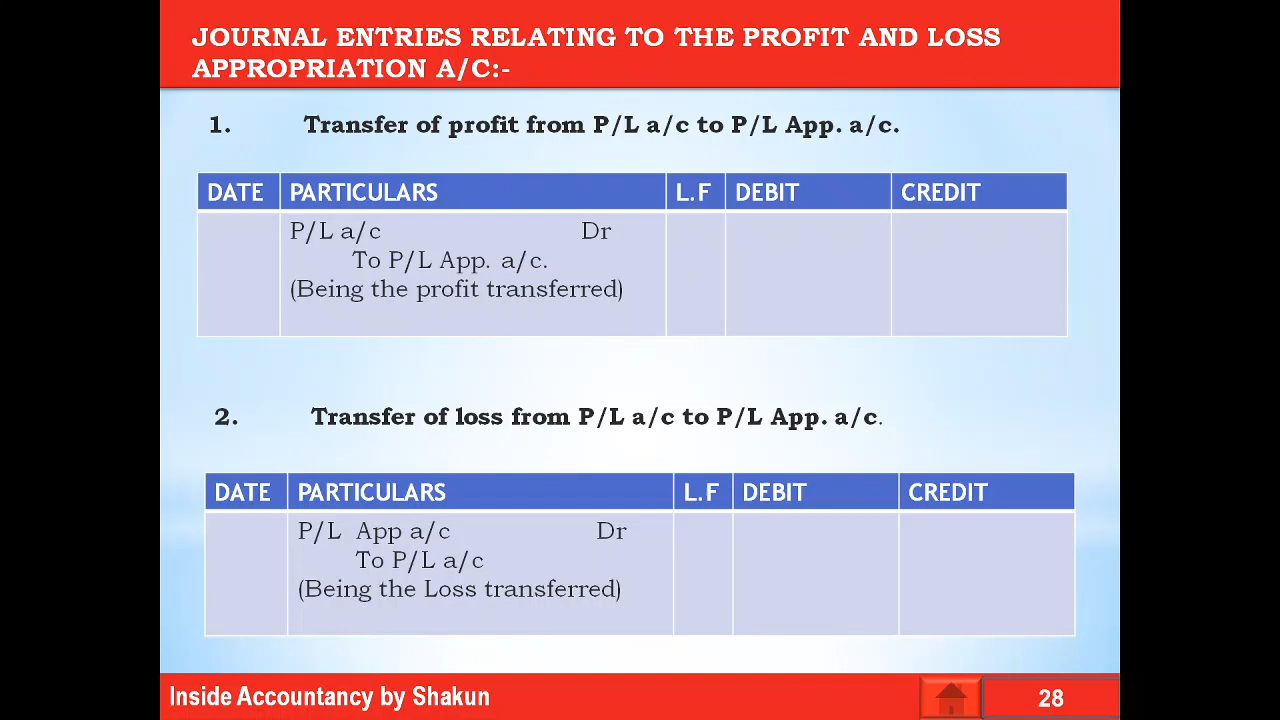 JOURNAL ENTRIES RELATING TO THE PROFIT AND LOSS
APPROPRIATION A/C:-
1. Transfer of profit from P/L a/c to P/L App. a/c.
DATE PARTICULARS L.F DEBIT CREDIT
P/L a/c Dr
To P/L App. a/c.
(Being the profit transferred)
2. Transfer of loss from P/L a/c to P/L App. a/c.
DATE PARTICULARS L.F DEBIT CREDIT
P/L App a/c Dr
To P/L a/c
(Being the Loss transferred)
Inside Accountancy by Shakun 28